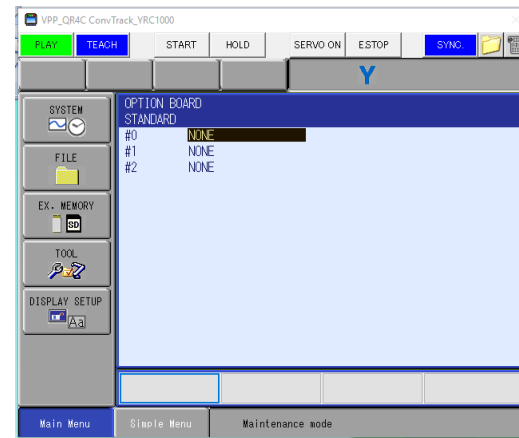 VPP_QR4C ConvTrack_YRC1000
PLAY TEACH START HOLD SERVO ON E.STOP SYNC.
Y
SYSTEM
FILE
EX. MEMORY
SD
TOOL
DISPLAY SETUP
Aa
OPTION BOARD
STANDARD
#0 NONE
#1 NONE
#2 NONE
Main Menu Simple Menu Maintenance mode